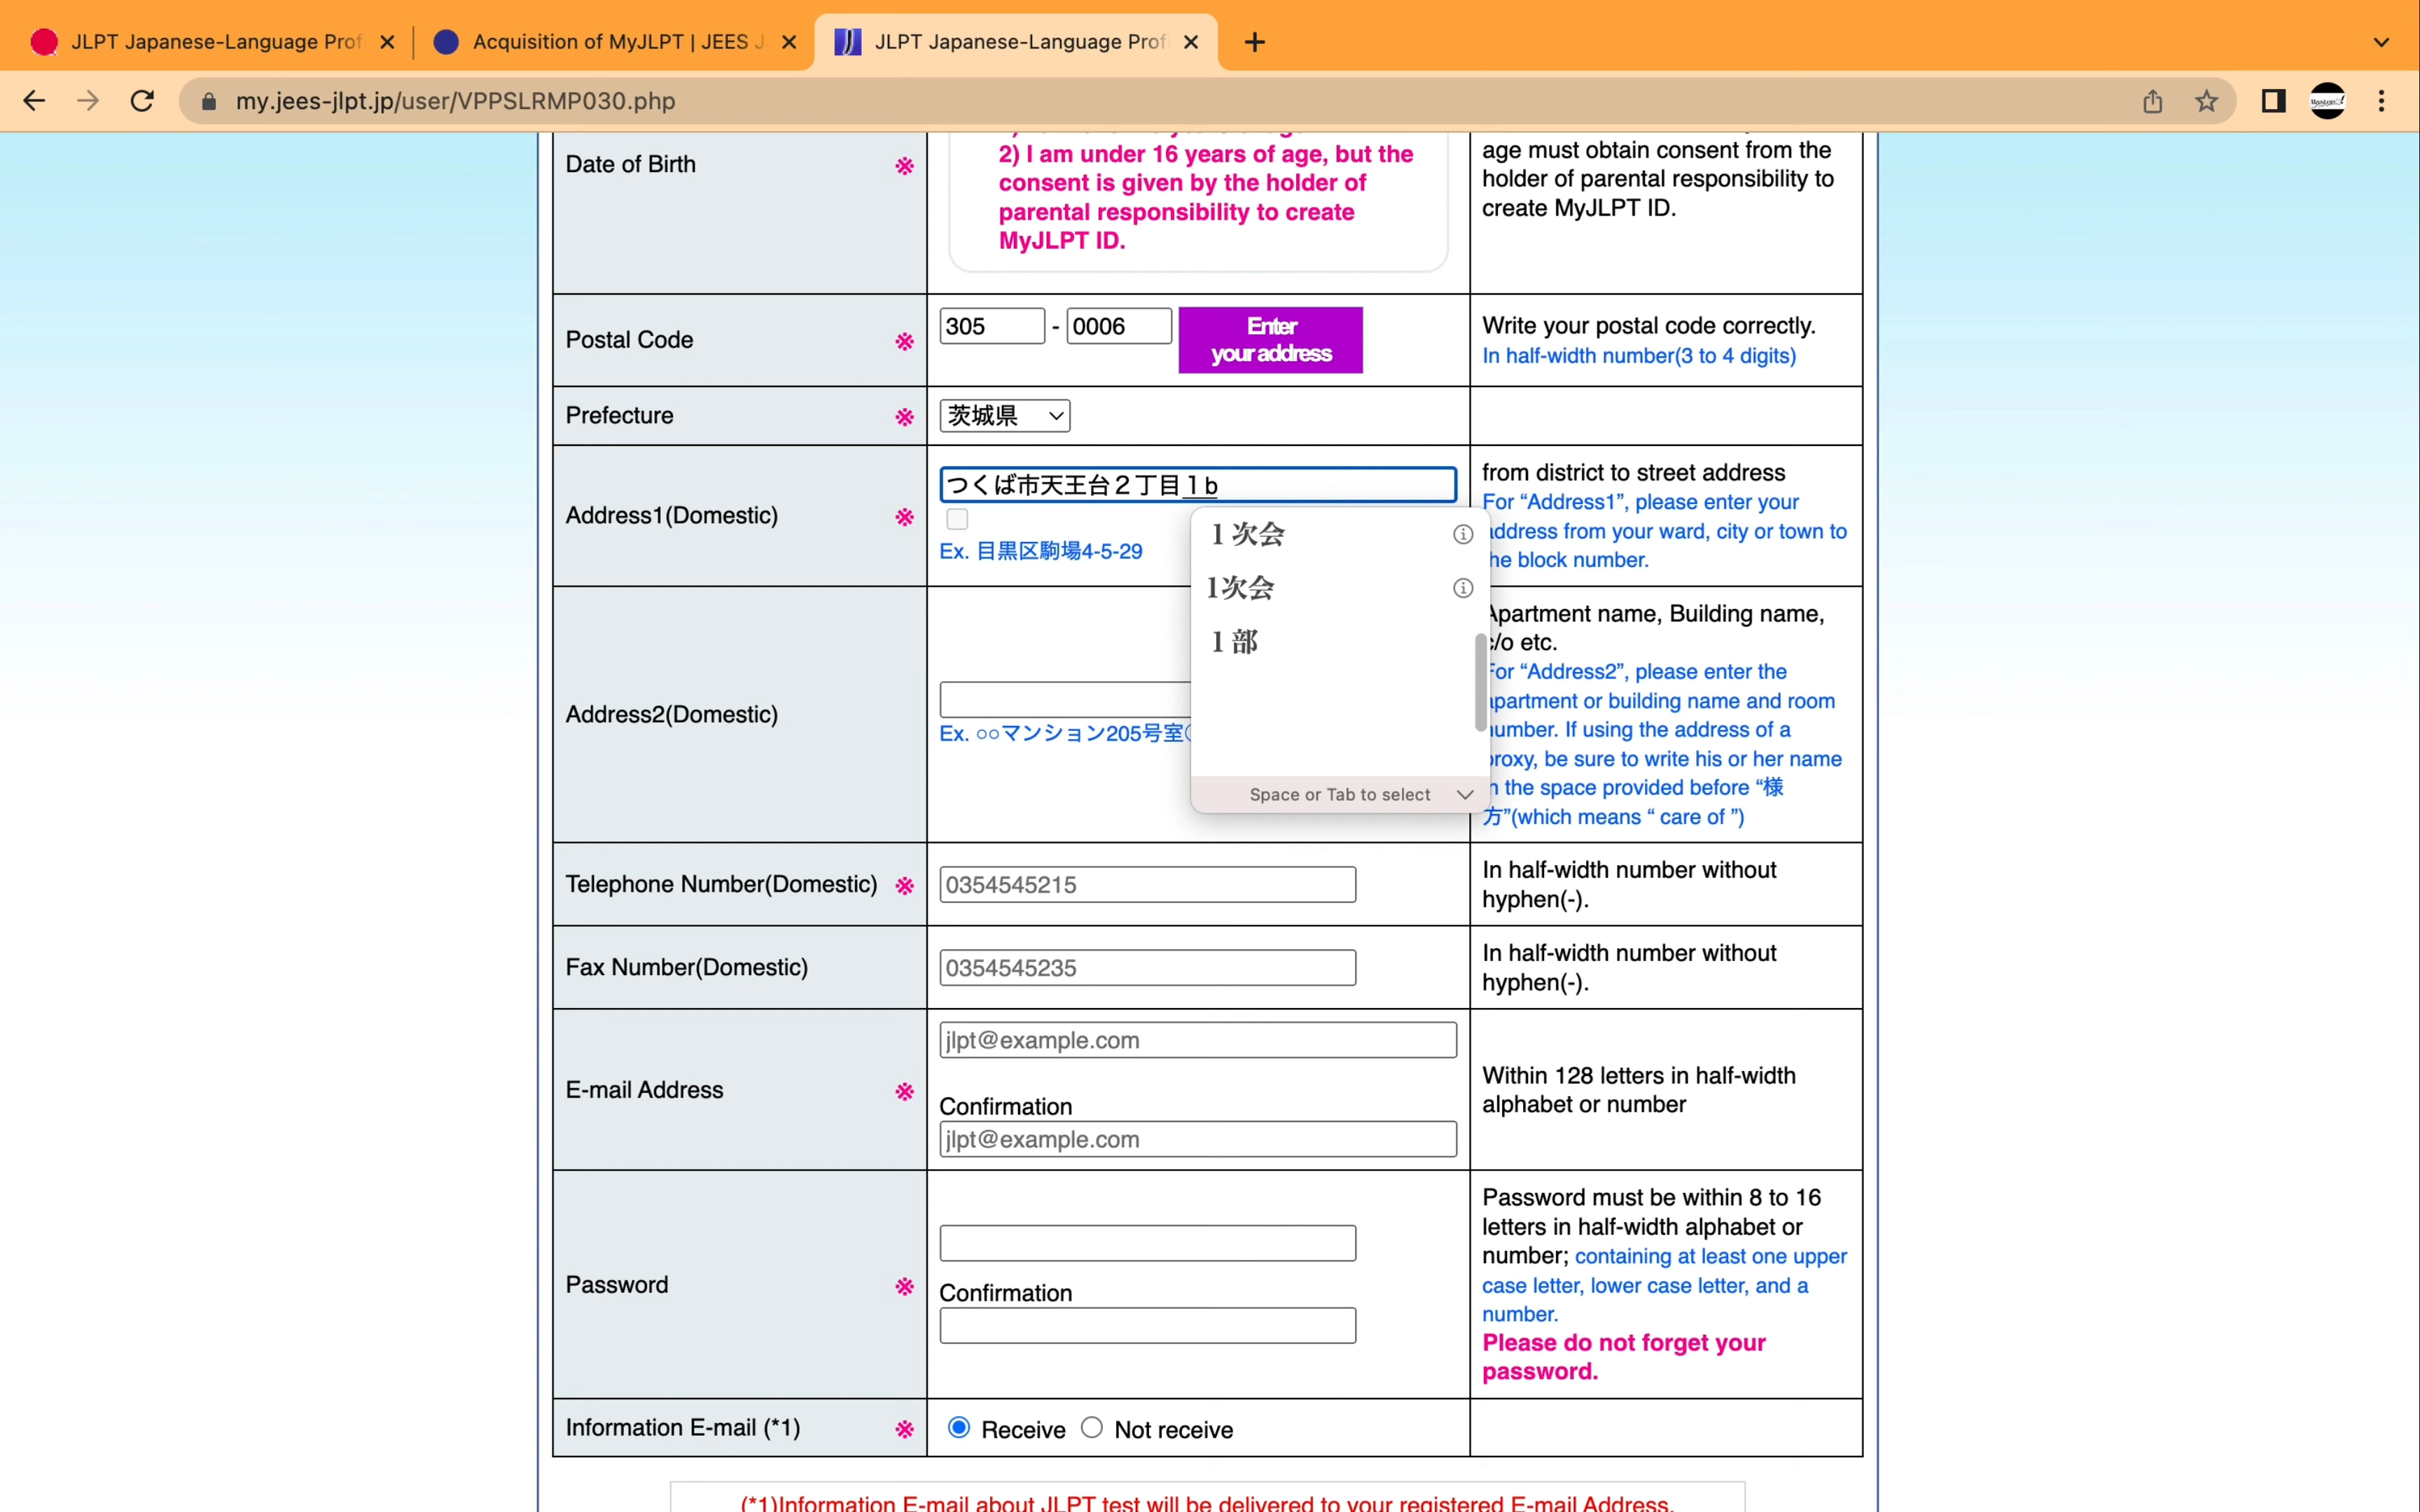 JLPT Japanese-Language Prof
Acquisition of MyJLPT | JEES J
JLPT Japanese-Language Prof
my.jees-jlpt.jp/user/VPPSLRMP030.php
Date of Birth
※
2) I am under 16 years of age, but the
consent is given by the holder of
parental responsibility to create
MyJLPT ID.
age must obtain consent from the
holder of parental responsibility to
create MyJLPT ID.
Postal Code
※
305 - 0006
Enter
your address
Write your postal code correctly.
In half-width number(3 to 4 digits)
Prefecture
※
茨城県
Address1(Domestic)
※
つくば市天王台２丁目１b
Ex. 目黒区駒場4-5-29
from district to street address
For “Address1”, please enter your
address from your ward, city or town to
the block number.
１次会
1次会
１部
Space or Tab to select
Address2(Domestic)
Ex. ○○マンション205号室
Apartment name, Building name,
c/o etc.
For “Address2”, please enter the
apartment or building name and room
number. If using the address of a
proxy, be sure to write his or her name
in the space provided before “様
方”(which means “ care of ”)
Telephone Number(Domestic)
※
0354545215
In half-width number without
hyphen(-).
Fax Number(Domestic)
0354545235
In half-width number without
hyphen(-).
E-mail Address
※
jlpt@example.com
Confirmation
jlpt@example.com
Within 128 letters in half-width
alphabet or number
Password
※
Confirmation
Password must be within 8 to 16
letters in half-width alphabet or
number; containing at least one upper
case letter, lower case letter, and a
number.
Please do not forget your
password.
Information E-mail (*1)
※
Receive
Not receive
(*1)Information E-mail about JLPT test will be delivered to your registered E-mail Address.